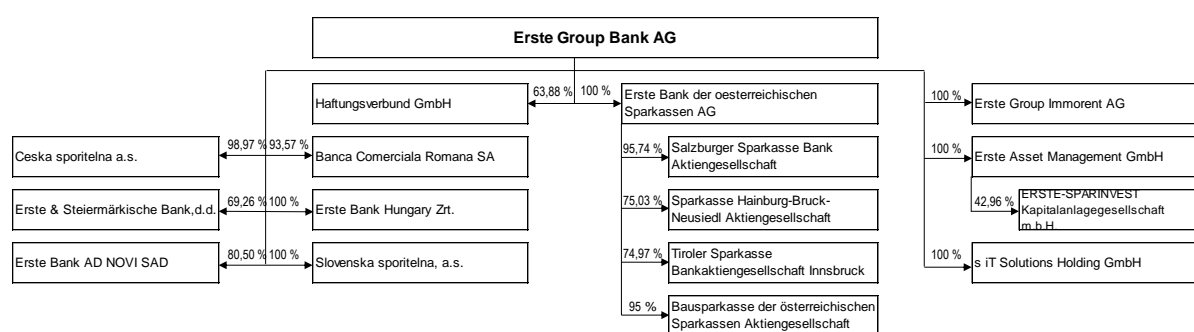 Erste Group Bank AG
Haftungsverbund GmbH
63,88 %
100 %
Erste Bank der oesterreichischen
Sparkassen AG
100 %
Erste Group Immorent AG
Ceska sporitelna a.s.
98,97 %
93,57 %
Banca Comerciala Romana SA
95,74 %
Salzburger Sparkasse Bank
Aktiengesellschaft
100 %
Erste Asset Management GmbH
Erste & Steiermärkische Bank,d.d.
69,26 %
100 %
Erste Bank Hungary Zrt.
75,03 %
Sparkasse Hainburg-Bruck-
Neusiedl Aktiengesellschaft
42,96 %
ERSTE-SPARINVEST
Kapitalanlagegesellschaft
m.b.H.
Erste Bank AD NOVI SAD
80,50 %
100 %
Slovenska sporitelna, a.s.
74,97 %
Tiroler Sparkasse
Bankaktiengesellschaft Innsbruck
100 %
s iT Solutions Holding GmbH
95 %
Bausparkasse der österreichischen
Sparkassen Aktiengesellschaft